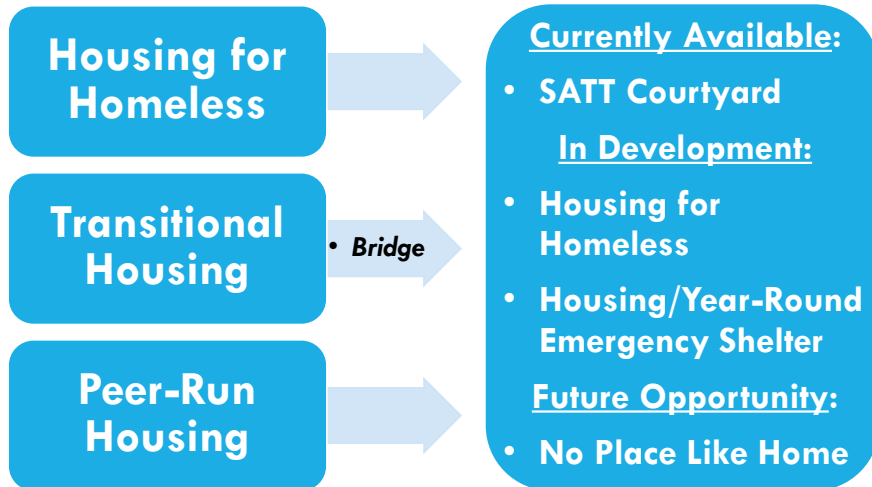 Housing for
Homeless
Transitional
Housing
• Bridge
Peer-Run
Housing
Currently Available:
• SATT Courtyard
In Development:
• Housing for
Homeless
• Housing/Year-Round
Emergency Shelter
Future Opportunity:
• No Place Like Home